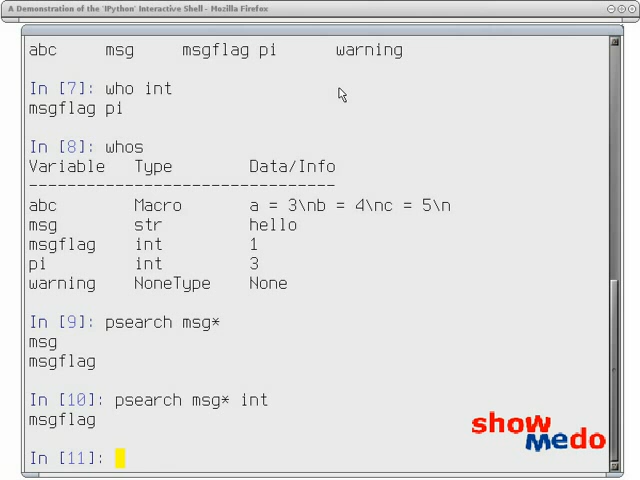 A Demonstration of the 'IPython' Interactive Shell - Mozilla Firefox
abc     msg     msgflag pi      warning
In [7]: who int
msgflag pi
In [8]: whos
Variable   Type       Data/Info
--------------------------------
abc        Macro      a = 3\nb = 4\nc = 5\n
msg        str        hello
msgflag    int        1
pi         int        3
warning    NoneType   None
In [9]: psearch msg*
msg
msgflag
In [10]: psearch msg* int
msgflag
In [11]:
show
medo